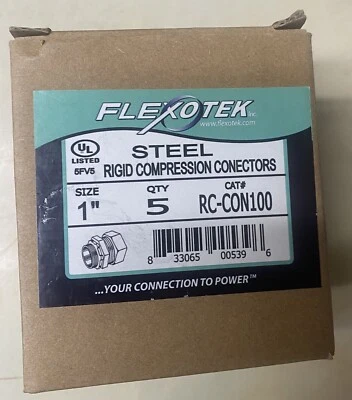 FLEXOTEK INC.
www.flexotek.com
UL
LISTED
5FV5
STEEL
RIGID COMPRESSION CONECTORS
SIZE QTY CAT#
1" 5 RC-CON100
8 33065 00539 6
...YOUR CONNECTION TO POWER™